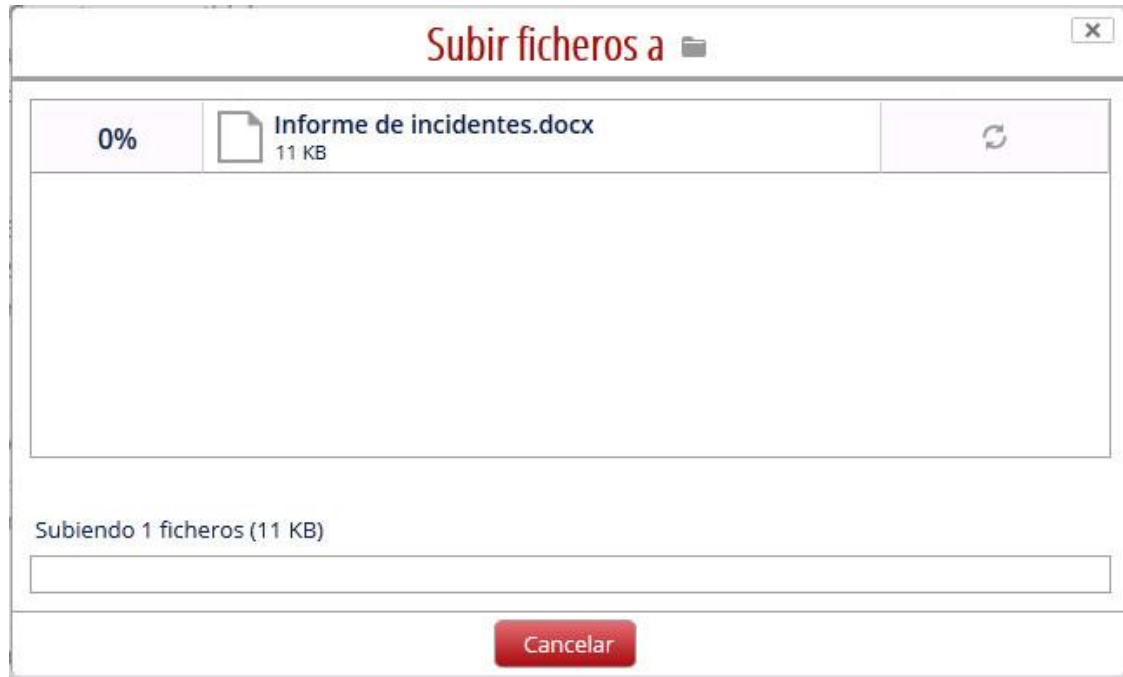 Subir ficheros a
0%
Informe de incidentes.docx
11 KB
Subiendo 1 ficheros (11 KB)
Cancelar